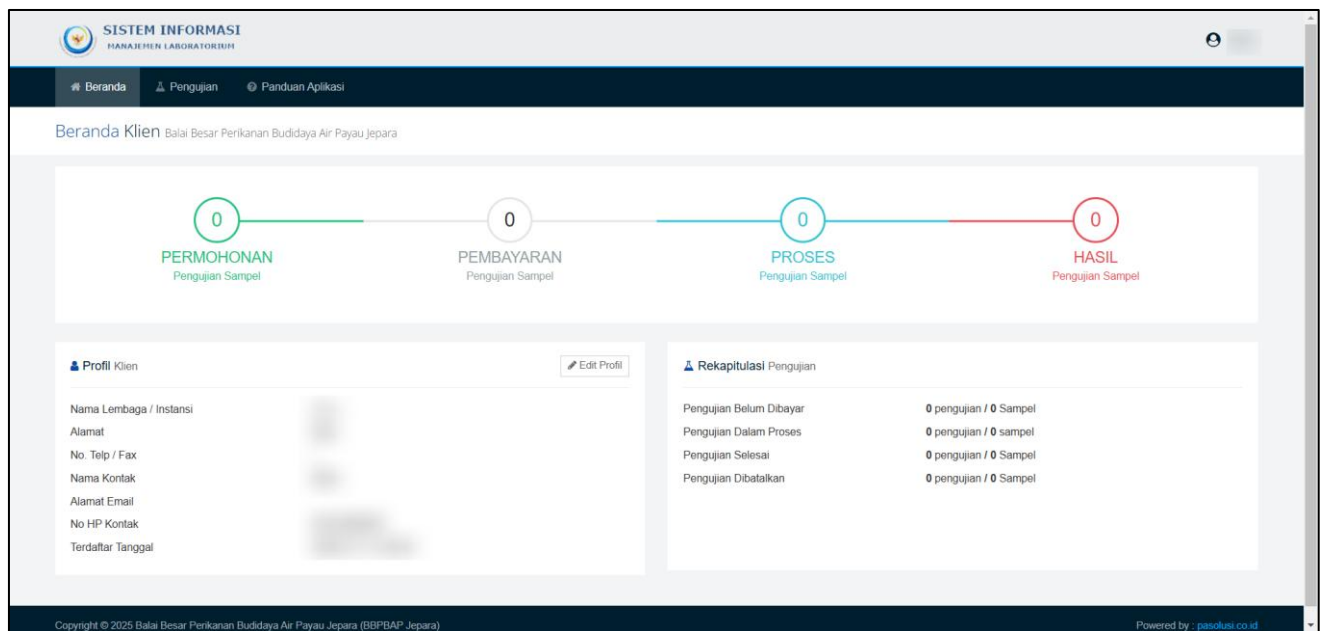 SISTEM INFORMASI
MANAJEMEN LABORATORIUM
Beranda Pengujian Panduan Aplikasi
Beranda Klien Balai Besar Perikanan Budidaya Air Payau Jepara
0 0 0 0
PERMOHONAN PEMBAYARAN PROSES HASIL
Pengujian Sampel Pengujian Sampel Pengujian Sampel Pengujian Sampel
Profil Klien Edit Profil
Nama Lembaga / Instansi
Alamat
No. Telp / Fax
Nama Kontak
Alamat Email
No HP Kontak
Terdaftar Tanggal
Rekapitulasi Pengujian
Pengujian Belum Dibayar 0 pengujian / 0 Sampel
Pengujian Dalam Proses 0 pengujian / 0 sampel
Pengujian Selesai 0 pengujian / 0 Sampel
Pengujian Dibatalkan 0 pengujian / 0 Sampel
Copyright © 2025 Balai Besar Perikanan Budidaya Air Payau Jepara (BBPBAP Jepara) Powered by : pasolusi.co.id